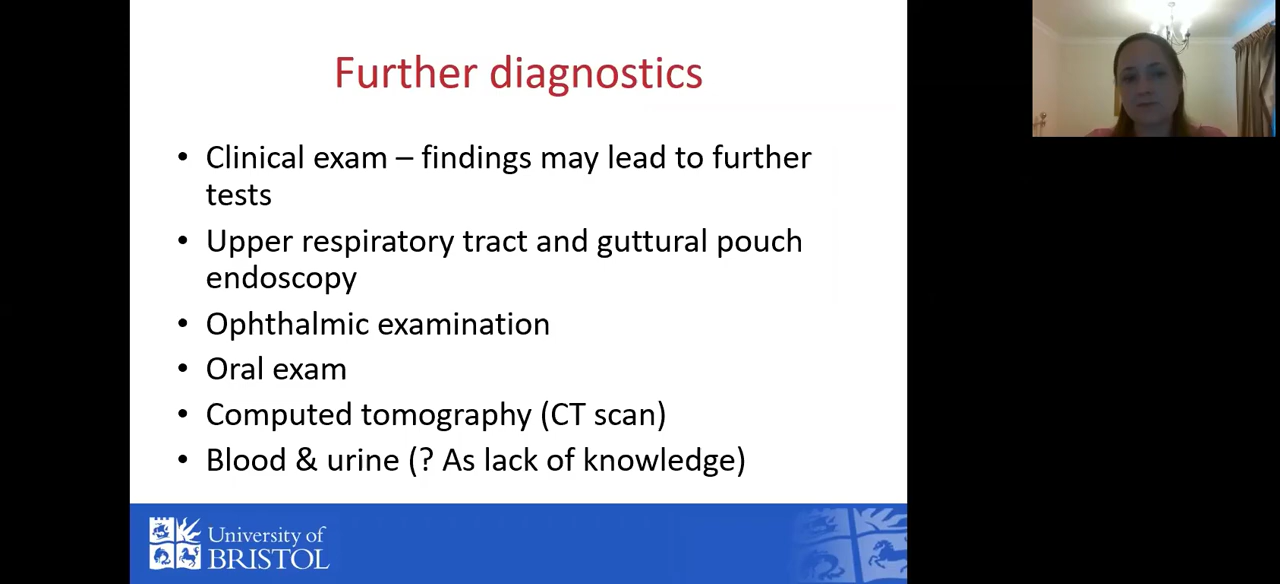 Further diagnostics
• Clinical exam – findings may lead to further
tests
• Upper respiratory tract and guttural pouch
endoscopy
• Ophthalmic examination
• Oral exam
• Computed tomography (CT scan)
• Blood & urine (? As lack of knowledge)
University of
BRISTOL